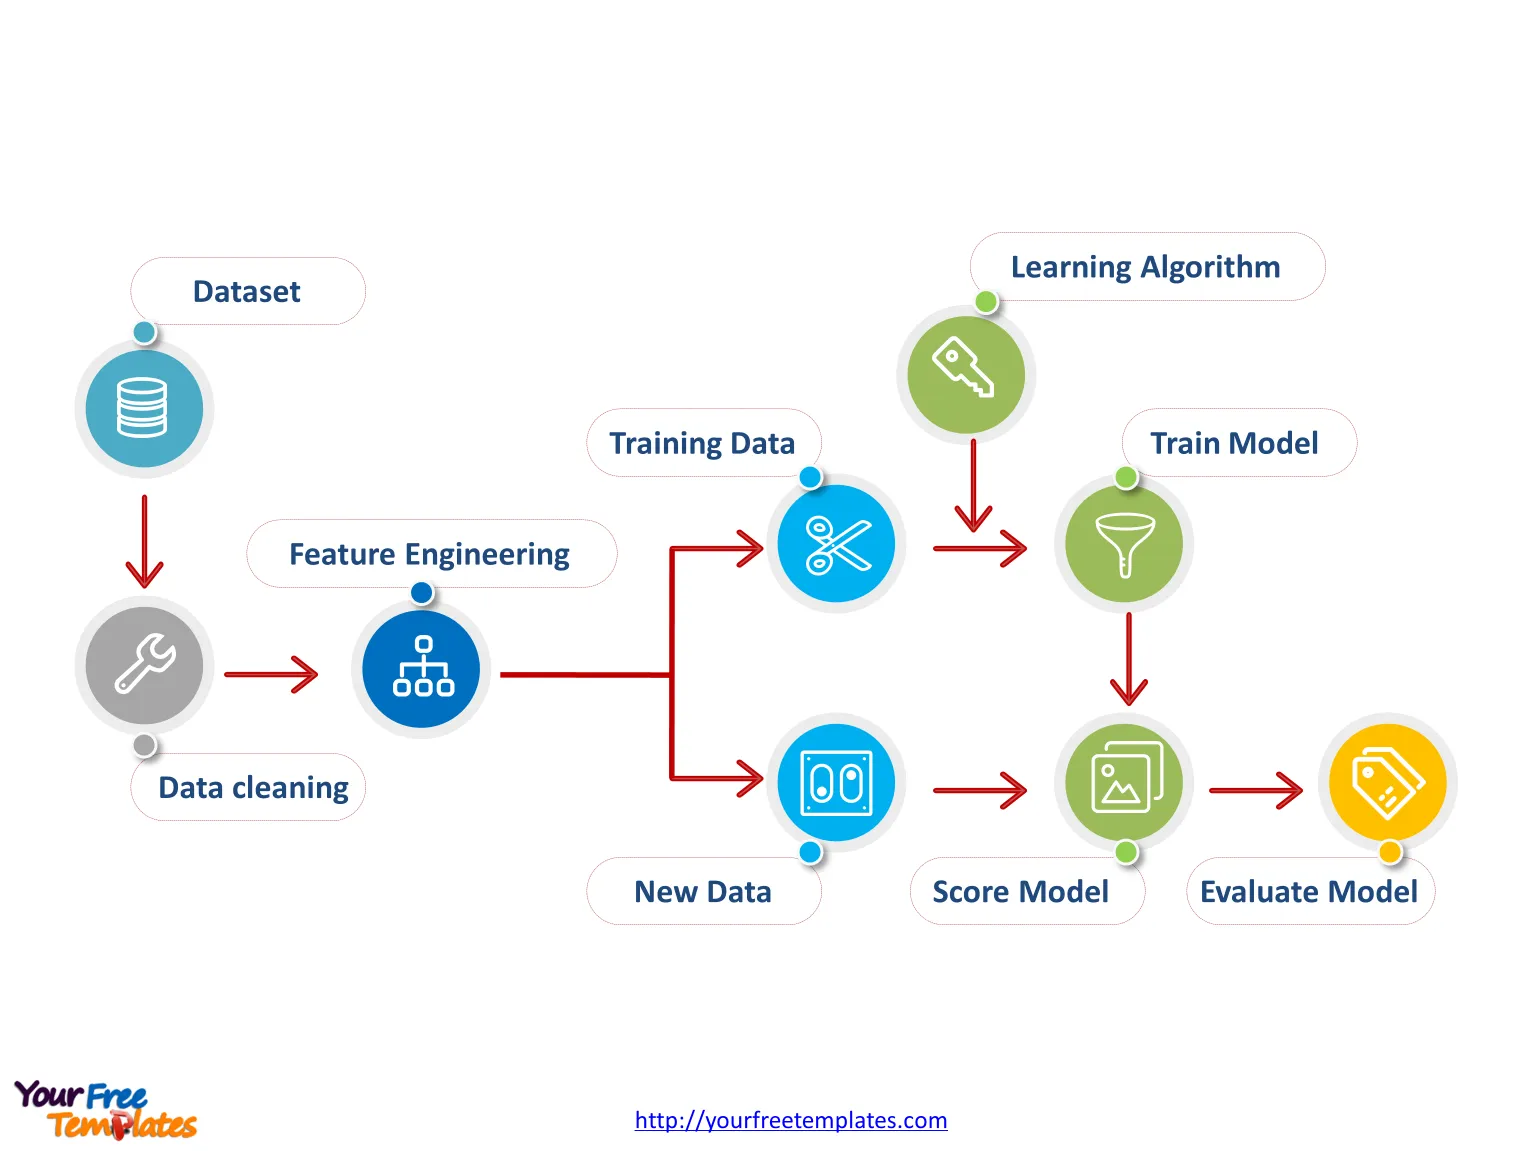 Learning Algorithm
Dataset
Training Data
Train Model
Feature Engineering
Data cleaning
New Data
Score Model
Evaluate Model
Your Free
Templates
http://yourfreetemplates.com